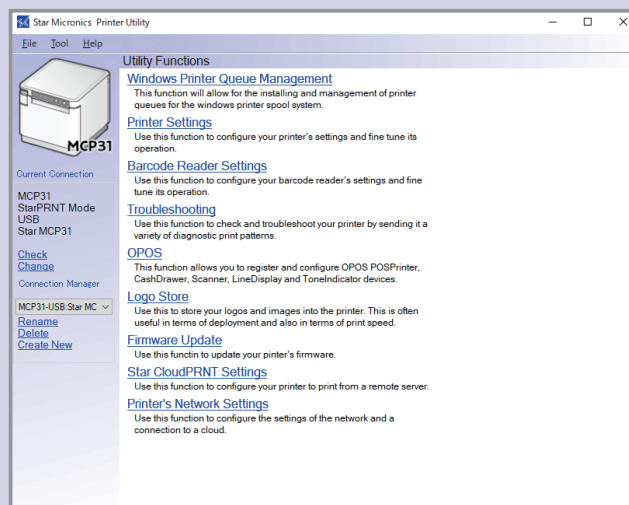 Star Micronics Printer Utility
File Tool Help
MCP31
Current Connection
MCP31
StarPRNT Mode
USB
Star MCP31
Check
Change
Connection Manager
MCP31-USB:Star MC
Rename
Delete
Create New
Utility Functions
Windows Printer Queue Management
This function will allow for the installing and management of printer
queues for the windows printer spool system.
Printer Settings
Use this function to configure your printer's settings and fine tune its
operation.
Barcode Reader Settings
Use this function to configure your barcode reader's settings and fine
tune its operation.
Troubleshooting
Use this function to check and troubleshoot your printer by sending it a
variety of diagnostic print patterns.
OPOS
This function allows you to register and configure OPOS POSPrinter,
CashDrawer, Scanner, LineDisplay and ToneIndicator devices.
Logo Store
Use this to store your logos and images into the printer. This is often
useful in terms of deployment and also in terms of print speed.
Firmware Update
Use this functin to update your pinter's firmware.
Star CloudPRNT Settings
Use this function to configure your printer to print from a remote server.
Printer's Network Settings
Use this function to configure the settings of the network and a
connection to a cloud.